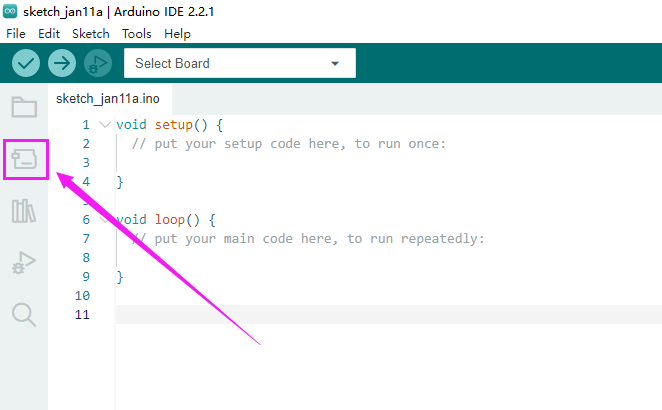 sketch_jan11a | Arduino IDE 2.2.1
File Edit Sketch Tools Help
Select Board
sketch_jan11a.ino
1 void setup() {
2 // put your setup code here, to run once:
3
4 }
5
6 void loop() {
7 // put your main code here, to run repeatedly:
8
9 }
10
11